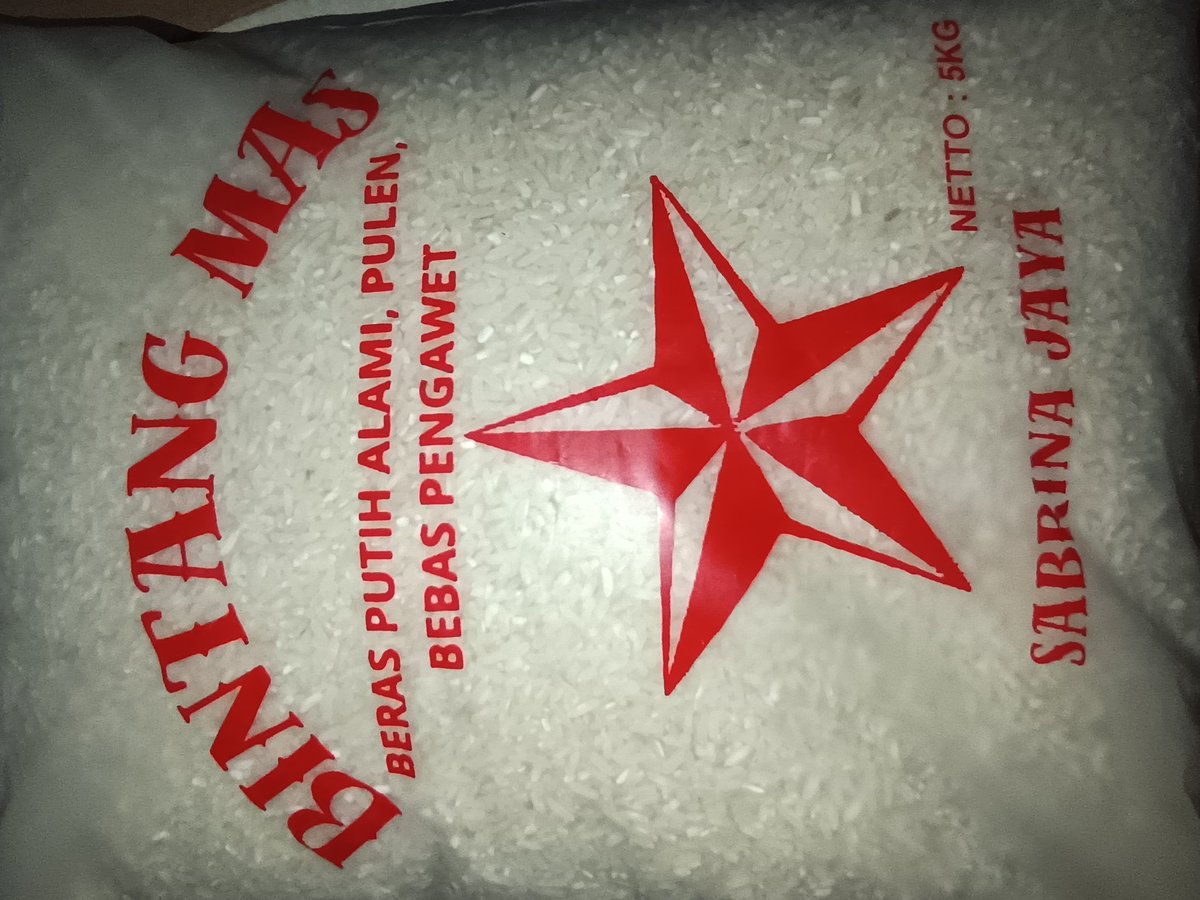 BINTANG MAS
BERAS PUTIH ALAMI, PULEN,
BEBAS PENGAWET
NETTO : 5KG
SABRINA JAYA